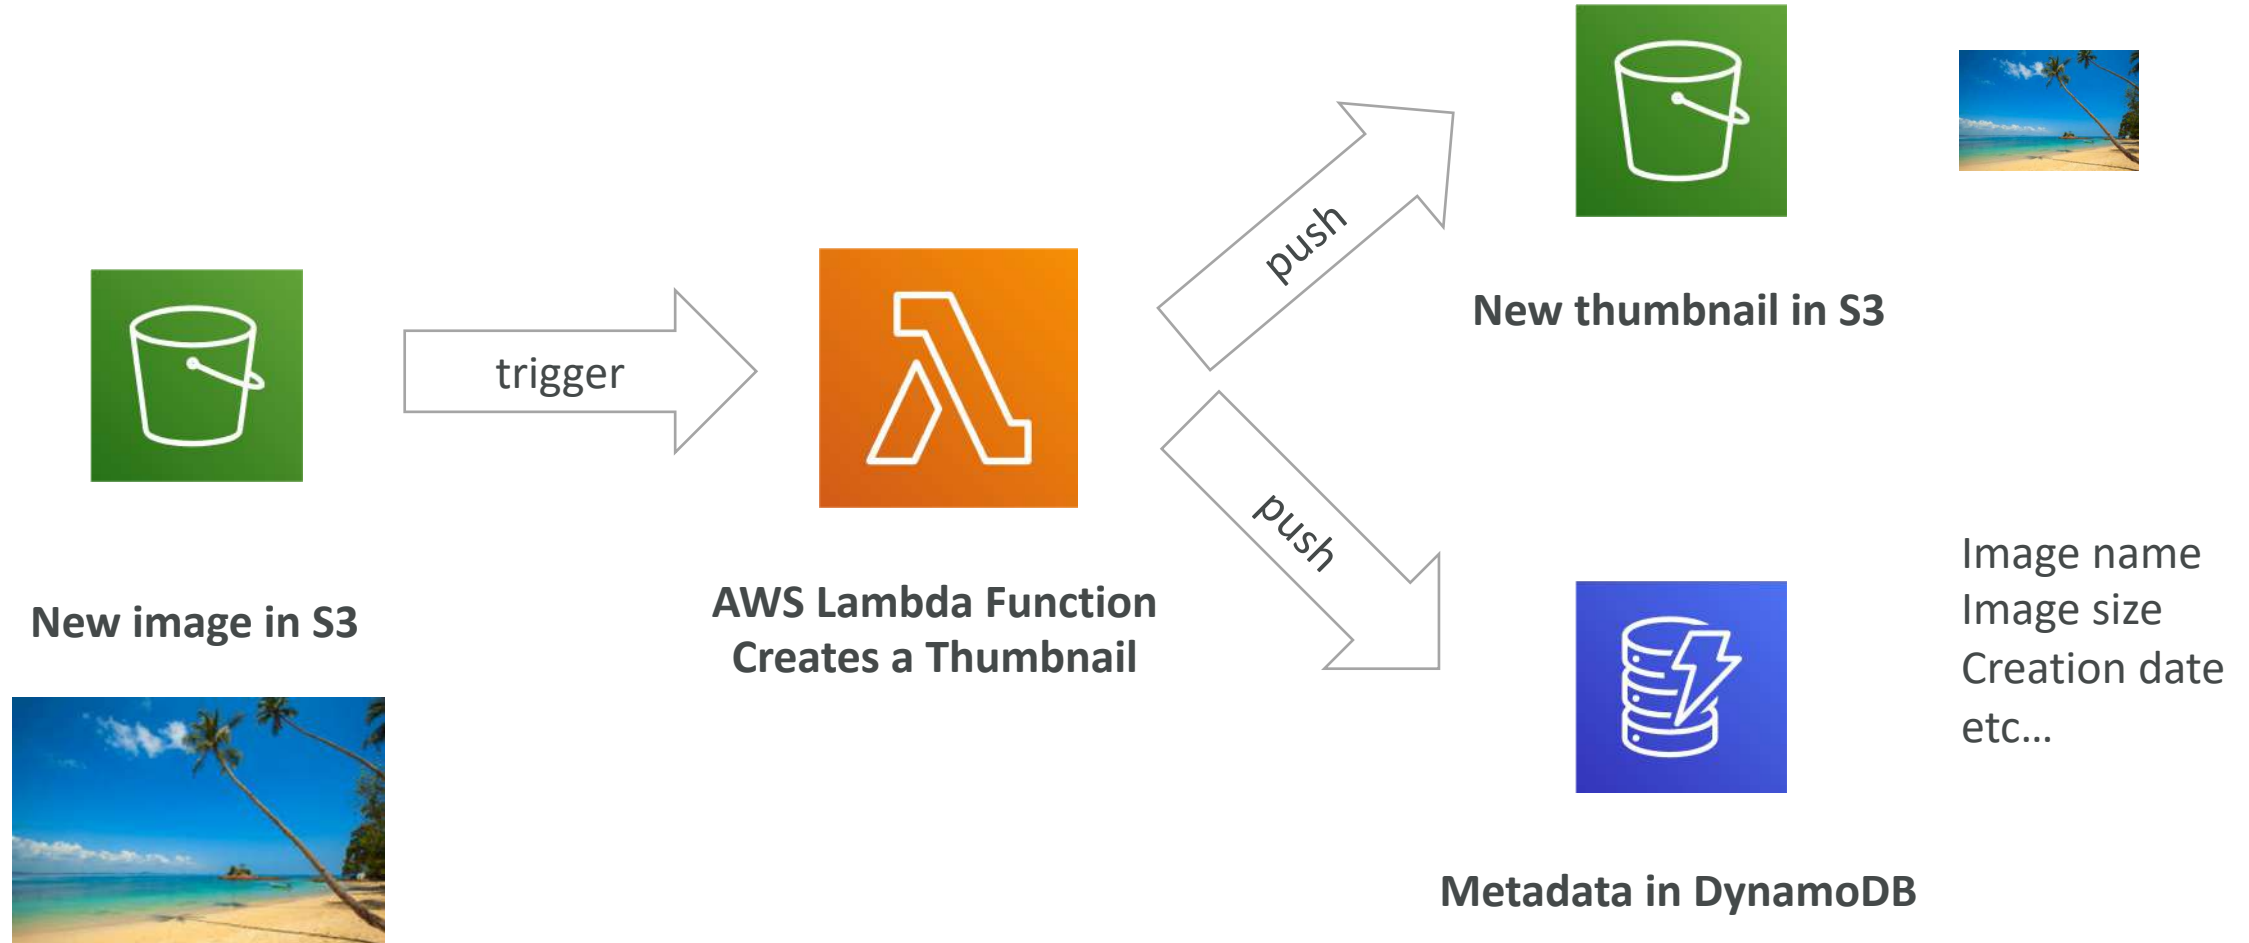 New image in S3
trigger
AWS Lambda Function
Creates a Thumbnail
push
New thumbnail in S3
push
Image name
Image size
Creation date
etc…
Metadata in DynamoDB